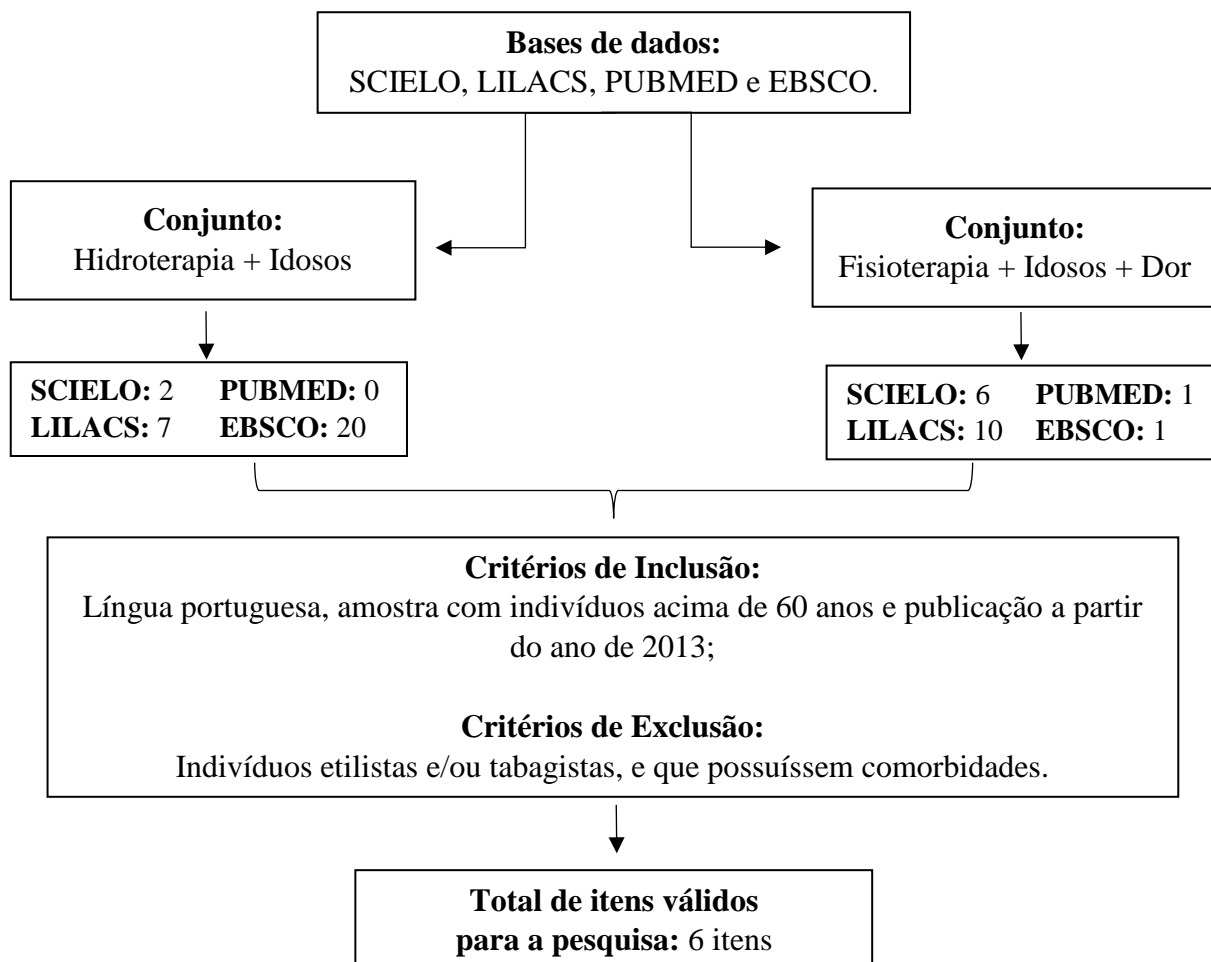 Bases de dados:
SCIELO, LILACS, PUBMED e EBSCO.
Conjunto:
Hidroterapia + Idosos
Conjunto:
Fisioterapia + Idosos + Dor
SCIELO: 2 PUBMED: 0
LILACS: 7 EBSCO: 20
SCIELO: 6 PUBMED: 1
LILACS: 10 EBSCO: 1
Critérios de Inclusão:
Língua portuguesa, amostra com indivíduos acima de 60 anos e publicação a partir
do ano de 2013;
Critérios de Exclusão:
Indivíduos etilistas e/ou tabagistas, e que possuíssem comorbidades.
Total de itens válidos
para a pesquisa: 6 itens